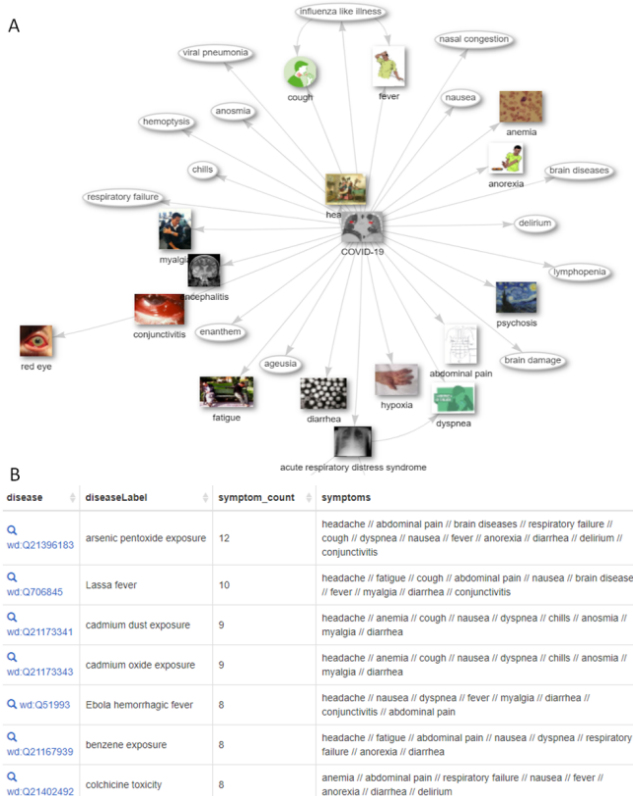 A
influenza like illness
nasal congestion
viral pneumonia
cough
fever
nausea
anosmia
anemia
hemoptysis
chills
anorexia
brain diseases
respiratory failure
hea
delirium
myalgia
COVID-19
lymphopenia
encephalitis
psychosis
conjunctivitis
enanthem
red eye
ageusia
abdominal pain
brain damage
fatigue
diarrhea
hypoxia
dyspnea
acute respiratory distress syndrome
B
disease diseaseLabel symptom_count symptoms
wd:Q21396183 arsenic pentoxide exposure 12 headache // abdominal pain // brain diseases // respiratory failure //
cough // dyspnea // nausea // fever // anorexia // diarrhea // delirium //
conjunctivitis
wd:Q706845 Lassa fever 10 headache // fatigue // cough // abdominal pain // nausea // brain disease
// fever // myalgia // diarrhea // conjunctivitis
wd:Q21173341 cadmium dust exposure 9 headache // anemia // cough // nausea // dyspnea // chills // anosmia //
myalgia // diarrhea
wd:Q21173343 cadmium oxide exposure 9 headache // anemia // cough // nausea // dyspnea // chills // anosmia //
myalgia // diarrhea
wd:Q51993 Ebola hemorrhagic fever 8 headache // nausea // dyspnea // fever // myalgia // diarrhea //
conjunctivitis // abdominal pain
wd:Q21167939 benzene exposure 8 headache // fatigue // abdominal pain // nausea // dyspnea // respiratory
failure // anorexia // diarrhea
wd:Q21402492 colchicine toxicity 8 anemia // abdominal pain // respiratory failure // nausea // fever //
anorexia // diarrhea // delirium